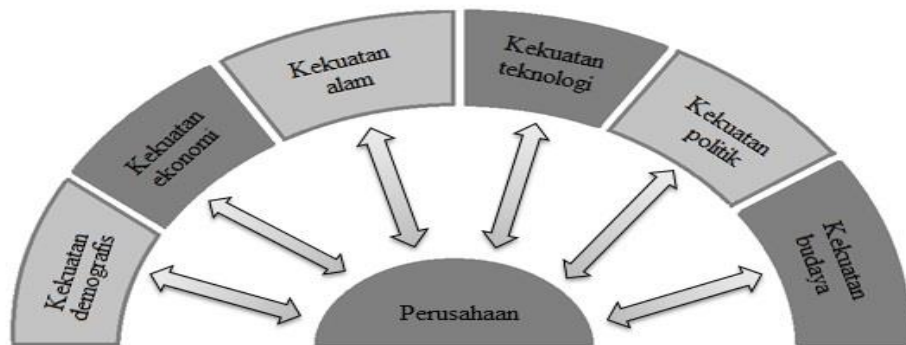 Kekuatan
demografis
Kekuatan
ekonomi
Kekuatan
alam
Kekuatan
teknologi
Kekuatan
politik
Kekuatan
budaya
Perusahaan